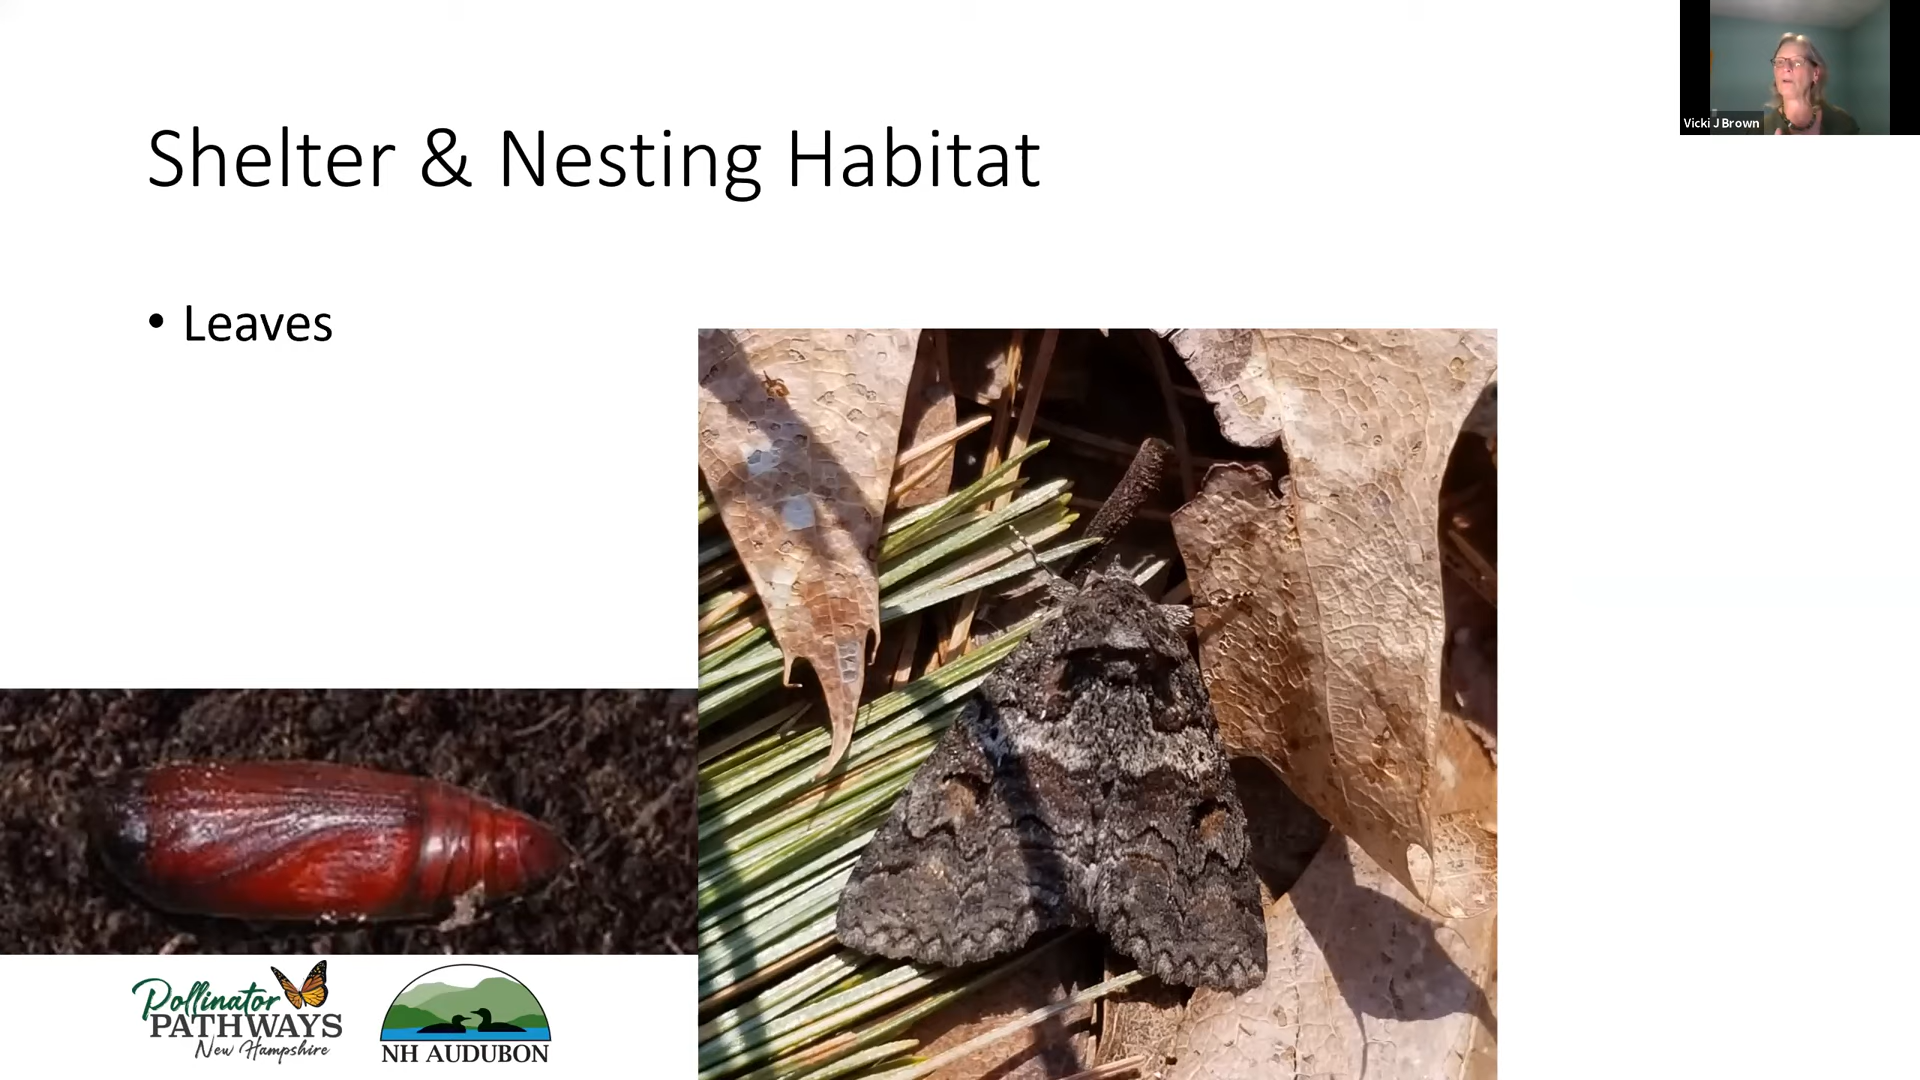 Vicki J Brown
Shelter & Nesting Habitat
• Leaves
Pollinator
PATHWAYS
New Hampshire
NH AUDUBON